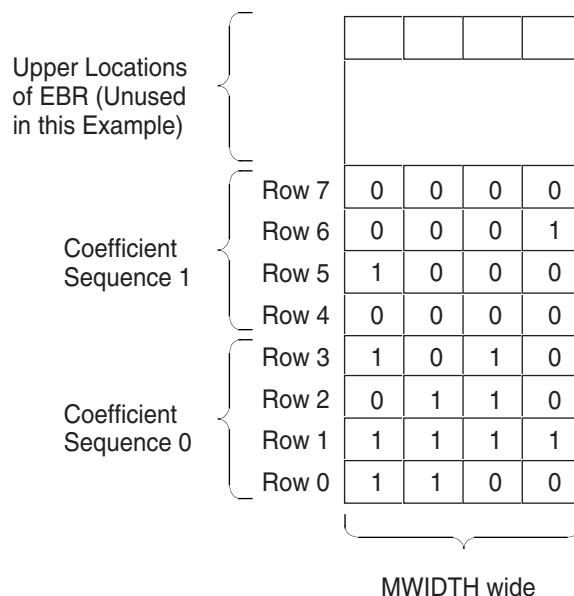 Upper Locations
of EBR (Unused
in this Example)
Row 7 0 0 0 0
Row 6 0 0 0 1
Coefficient
Sequence 1
Row 5 1 0 0 0
Row 4 0 0 0 0
Row 3 1 0 1 0
Row 2 0 1 1 0
Coefficient
Sequence 0
Row 1 1 1 1 1
Row 0 1 1 0 0
MWIDTH wide